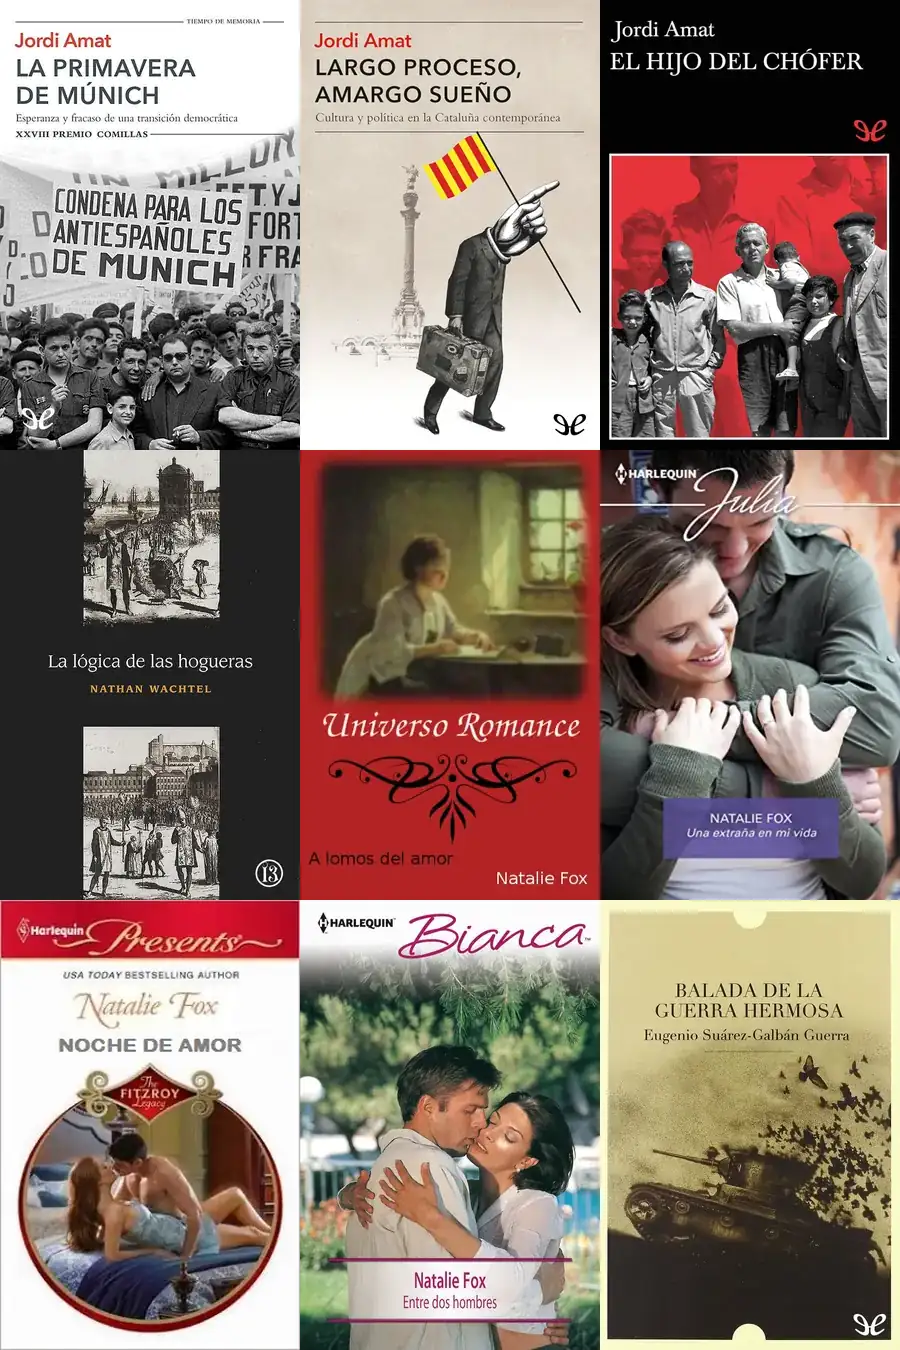 TIEMPO DE MEMORIA
Jordi Amat
LA PRIMAVERA
DE MÚNICH
Esperanza y fracaso de una transición democrática
XXVIII PREMIO COMILLAS
MILLON
CONDENA PARA LOS
ANTIESPAÑOLES
DE MUNICH
Jordi Amat
LARGO PROCESO,
AMARGO SUEÑO
Cultura y política en la Cataluña contemporánea
Jordi Amat
EL HIJO DEL CHÓFER
La lógica de las hogueras
NATHAN WACHTEL
13
Universo Romance
A lomos del amor
Natalie Fox
HARLEQUIN
Julia
NATALIE FOX
Una extraña en mi vida
Harlequin
Presents
USA TODAY BESTSELLING AUTHOR
Natalie Fox
NOCHE DE AMOR
The
FITZROY
Legacy
HARLEQUIN
Bianca
Natalie Fox
Entre dos hombres
BALADA DE LA
GUERRA HERMOSA
Eugenio Suárez-Galbán Guerra